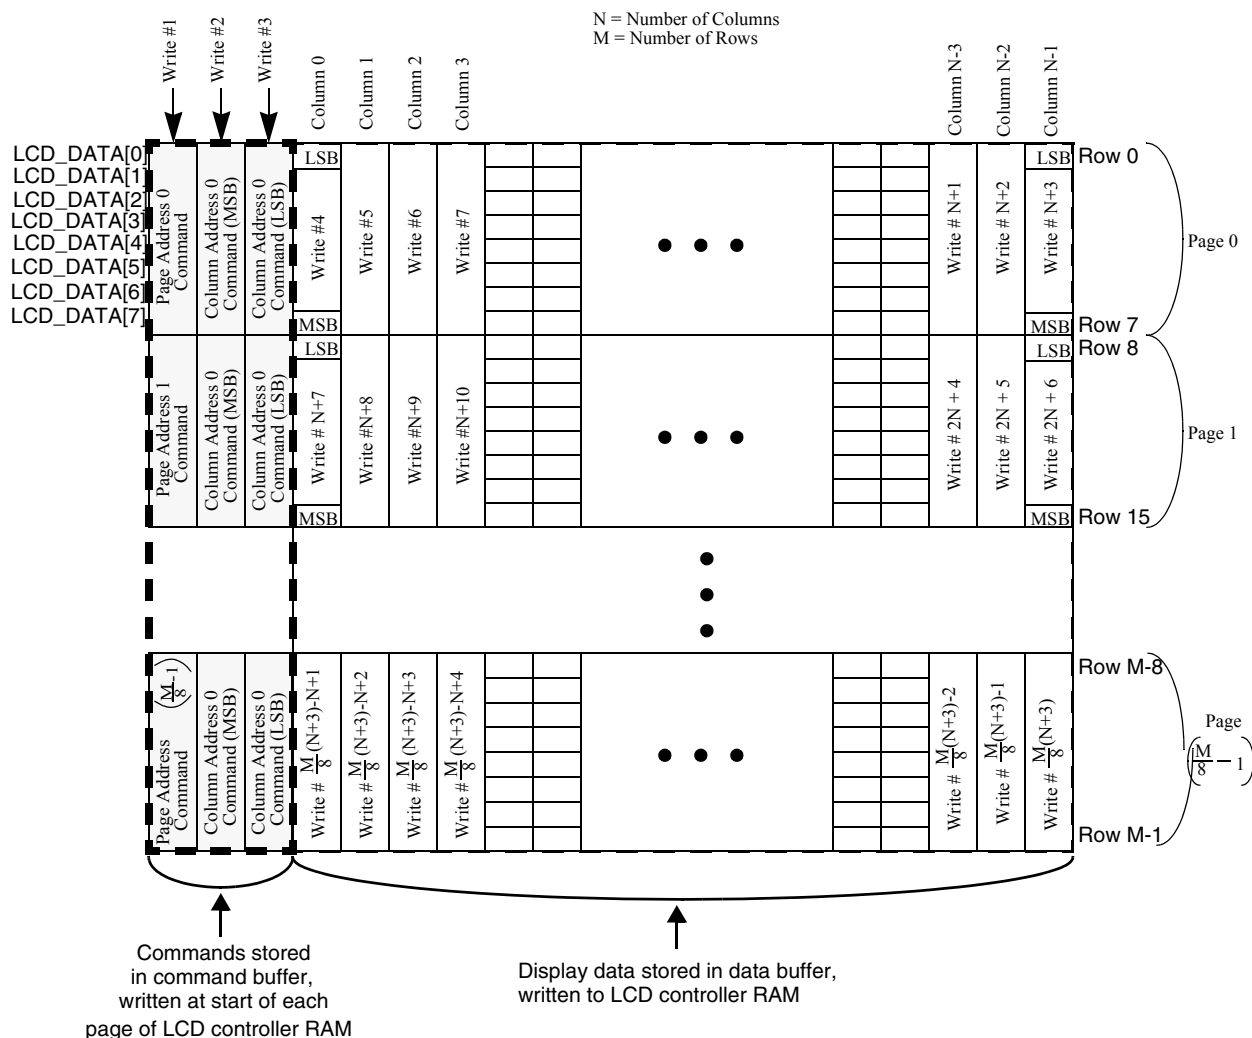 N = Number of Columns
M = Number of Rows
Write #1
Write #2
Write #3
Column 0
Column 1
Column 2
Column 3
Column N-3
Column N-2
Column N-1
LCD_DATA[0]
LCD_DATA[1]
LCD_DATA[2]
LCD_DATA[3]
LCD_DATA[4]
LCD_DATA[5]
LCD_DATA[6]
LCD_DATA[7]
Page Address 0
Command
Column Address 0
Command (MSB)
Column Address 0
Command (LSB)
LSB
Write #4
MSB
Write #5
Write #6
Write #7
Write # N+1
Write # N+2
LSB
Write # N+3
MSB
Row 0
Row 7
Page 0
Page Address 1
Command
Column Address 0
Command (MSB)
Column Address 0
Command (LSB)
LSB
Write # N+7
MSB
Write #N+8
Write #N+9
Write #N+10
Write # 2N + 4
Write # 2N + 5
LSB
Write # 2N + 6
MSB
Row 8
Row 15
Page 1
Page Address (M/8-1)
Command
Column Address 0
Command (MSB)
Column Address 0
Command (LSB)
Write # M/8 (N+3)-N+1
Write # M/8 (N+3)-N+2
Write # M/8 (N+3)-N+3
Write # M/8 (N+3)-N+4
Write # M/8 (N+3)-2
Write # M/8 (N+3)-1
Write # M/8 (N+3)
Row M-8
Row M-1
Page
(M/8 − 1)
Commands stored
in command buffer,
written at start of each
page of LCD controller RAM
Display data stored in data buffer,
written to LCD controller RAM